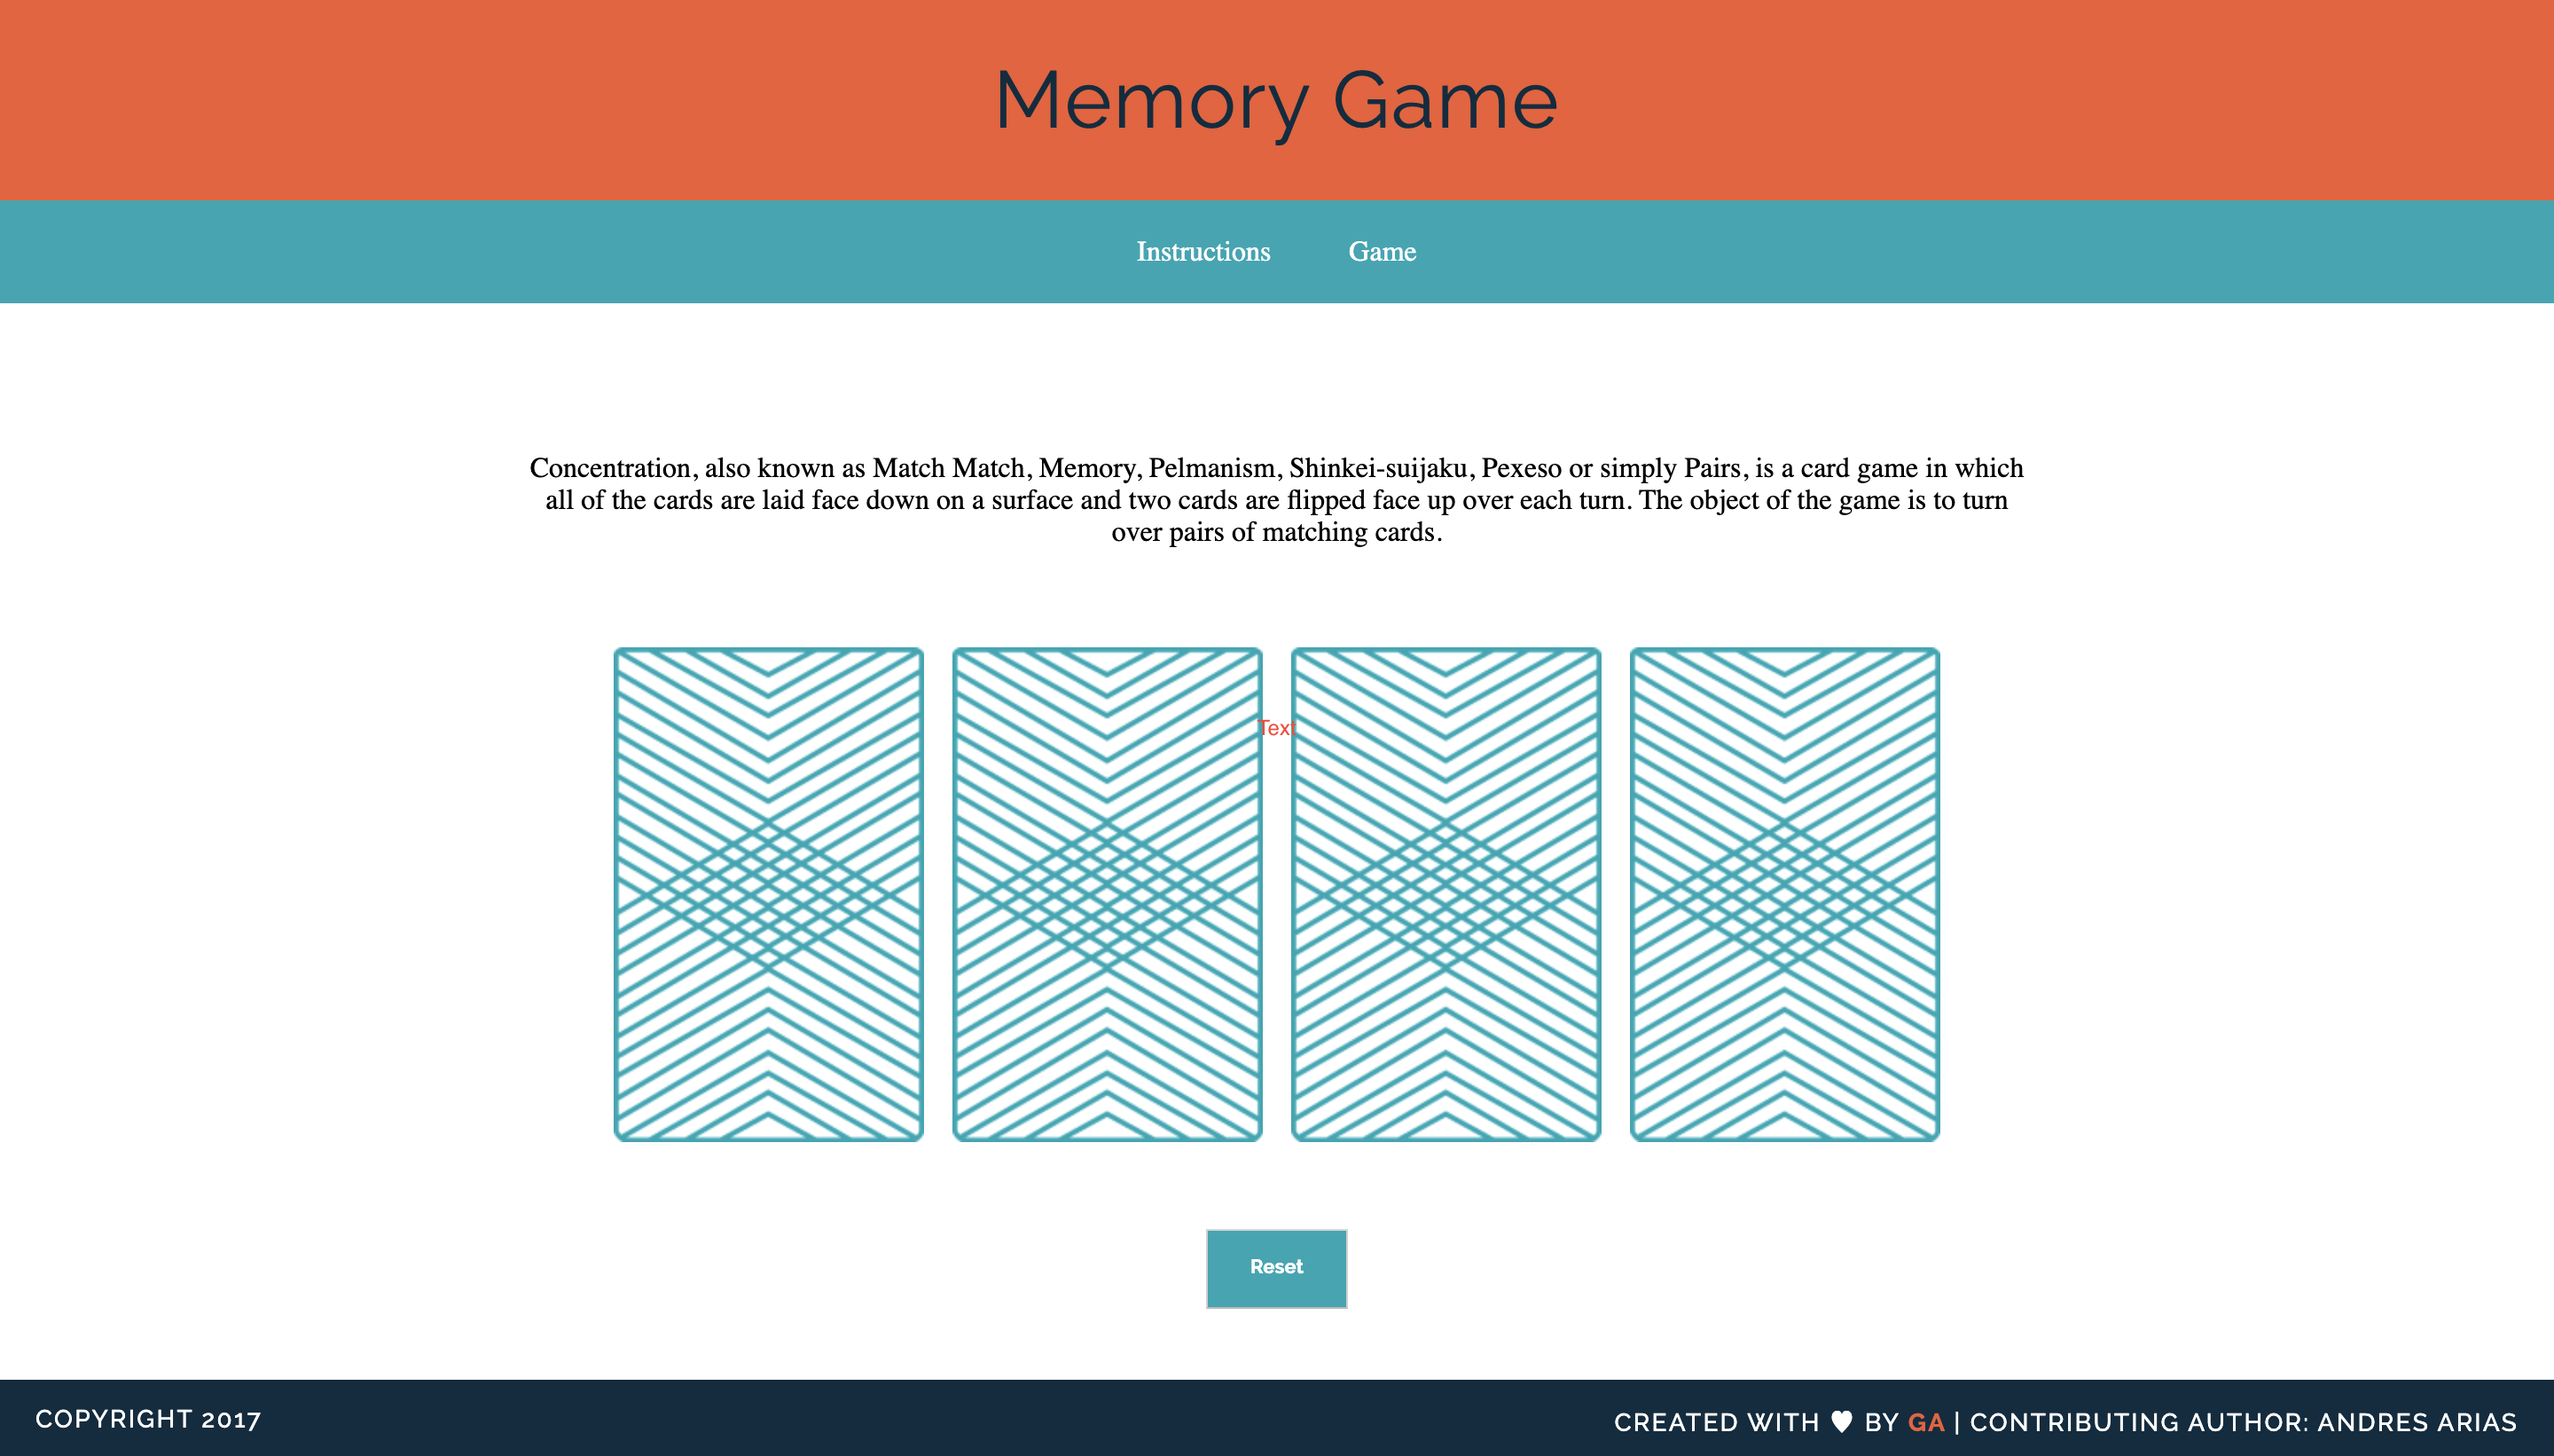 Memory Game
Instructions Game
Concentration, also known as Match Match, Memory, Pelmanism, Shinkei-suijaku, Pexeso or simply Pairs, is a card game in which
all of the cards are laid face down on a surface and two cards are flipped face up over each turn. The object of the game is to turn
over pairs of matching cards.
Text
Reset
COPYRIGHT 2017
CREATED WITH ♥ BY GA | CONTRIBUTING AUTHOR: ANDRES ARIAS